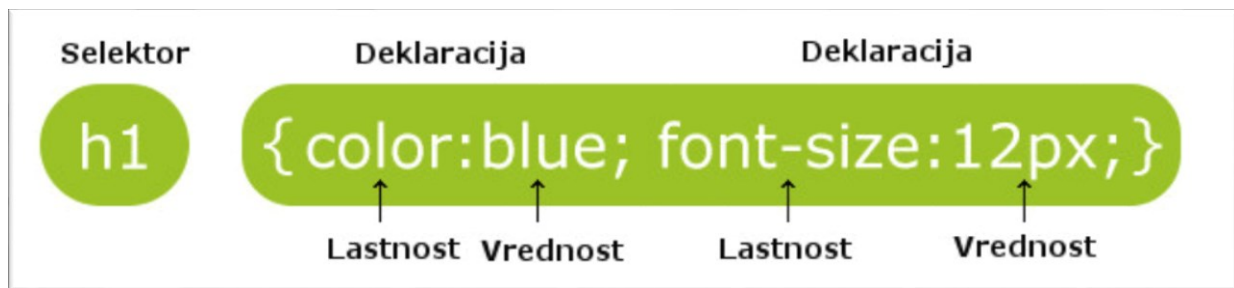 Selektor Deklaracija Deklaracija
h1 {color:blue; font-size:12px;}
Lastnost Vrednost Lastnost Vrednost